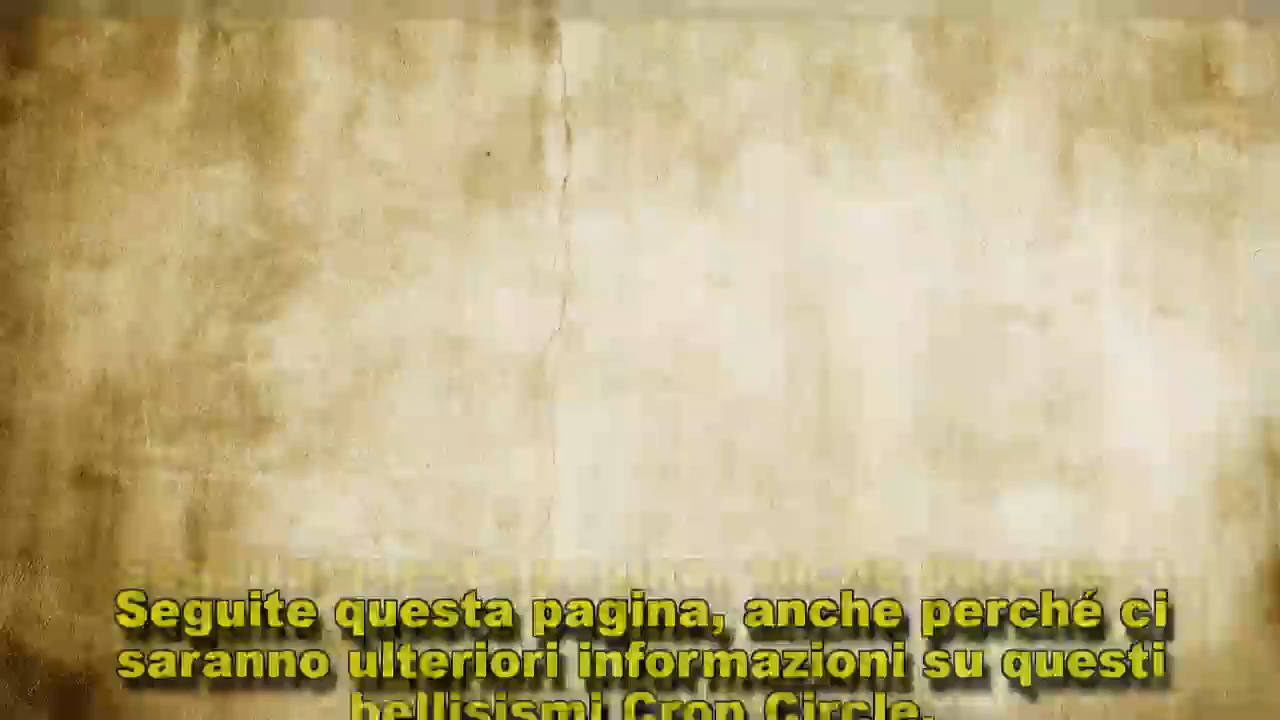 Seguite questa pagina, anche perché ci
saranno ulteriori informazioni su questi
bellisismi Crop Circle.